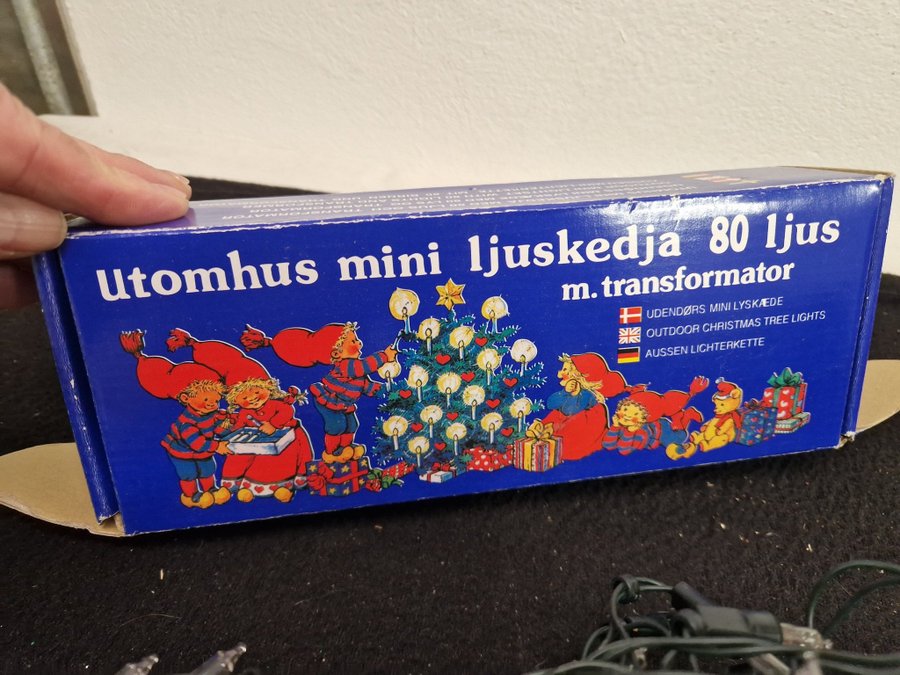 Utomhus mini ljuskedja 80 ljus
m. transformator
UDENDØRS MINI LYSKÆDE
OUTDOOR CHRISTMAS TREE LIGHTS
AUSSEN LICHTERKETTE